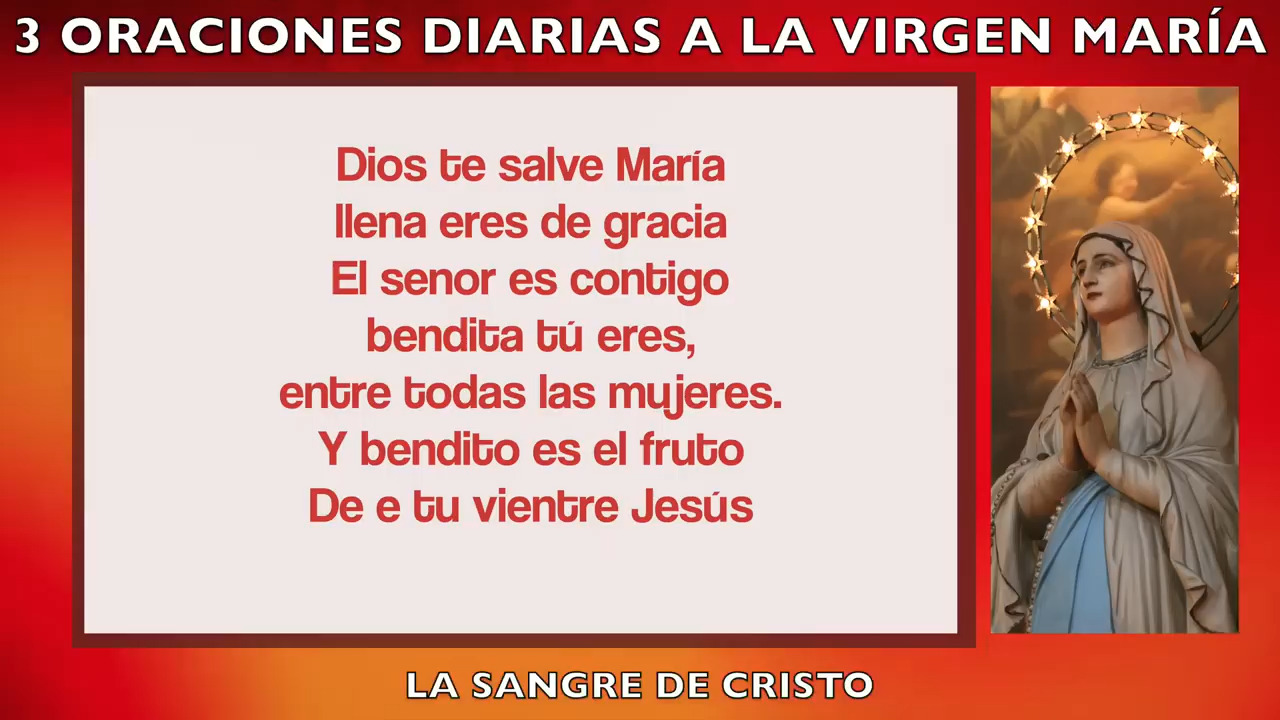 3 ORACIONES DIARIAS A LA VIRGEN MARÍA
Dios te salve María
llena eres de gracia
El senor es contigo
bendita tú eres,
entre todas las mujeres.
Y bendito es el fruto
De e tu vientre Jesús
LA SANGRE DE CRISTO